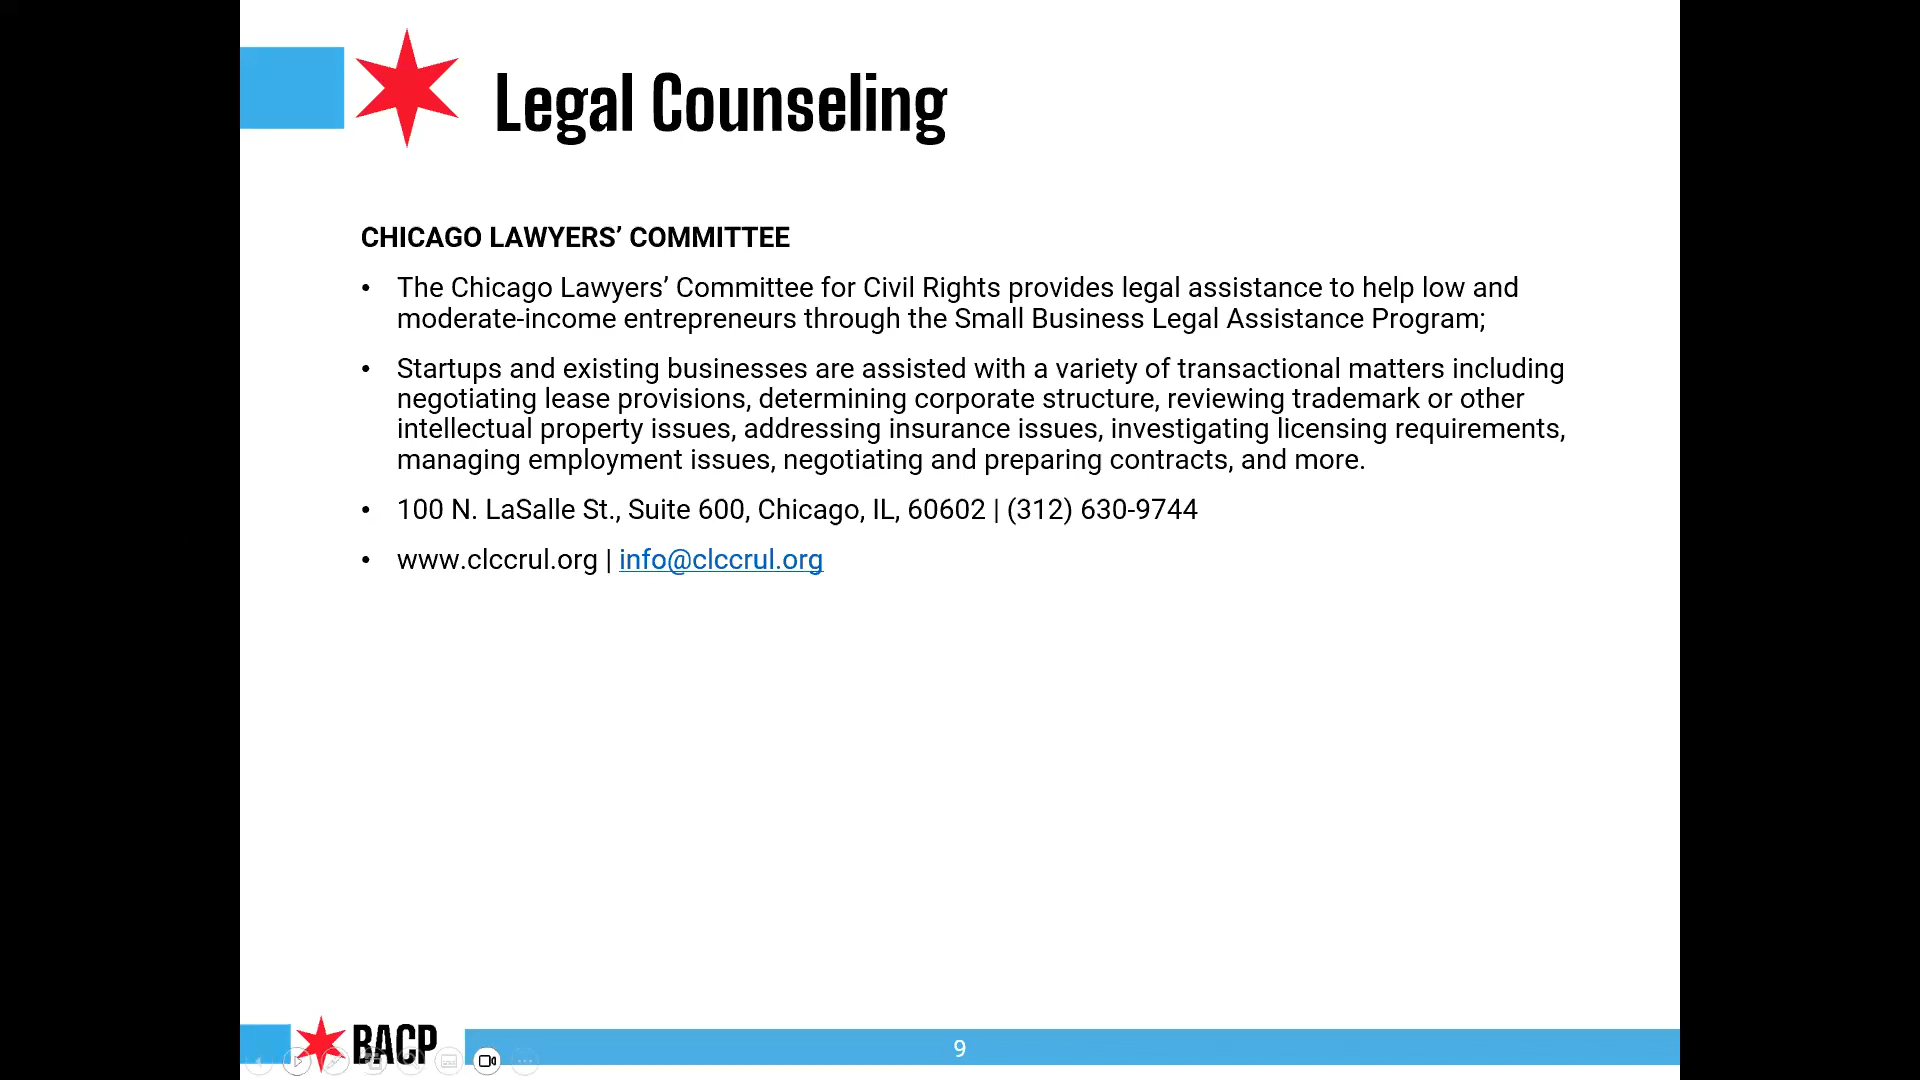 Legal Counseling
CHICAGO LAWYERS’ COMMITTEE
• The Chicago Lawyers’ Committee for Civil Rights provides legal assistance to help low and
moderate-income entrepreneurs through the Small Business Legal Assistance Program;
• Startups and existing businesses are assisted with a variety of transactional matters including
negotiating lease provisions, determining corporate structure, reviewing trademark or other
intellectual property issues, addressing insurance issues, investigating licensing requirements,
managing employment issues, negotiating and preparing contracts, and more.
• 100 N. LaSalle St., Suite 600, Chicago, IL, 60602 | (312) 630-9744
• www.clccrul.org | info@clccrul.org
BACP
9